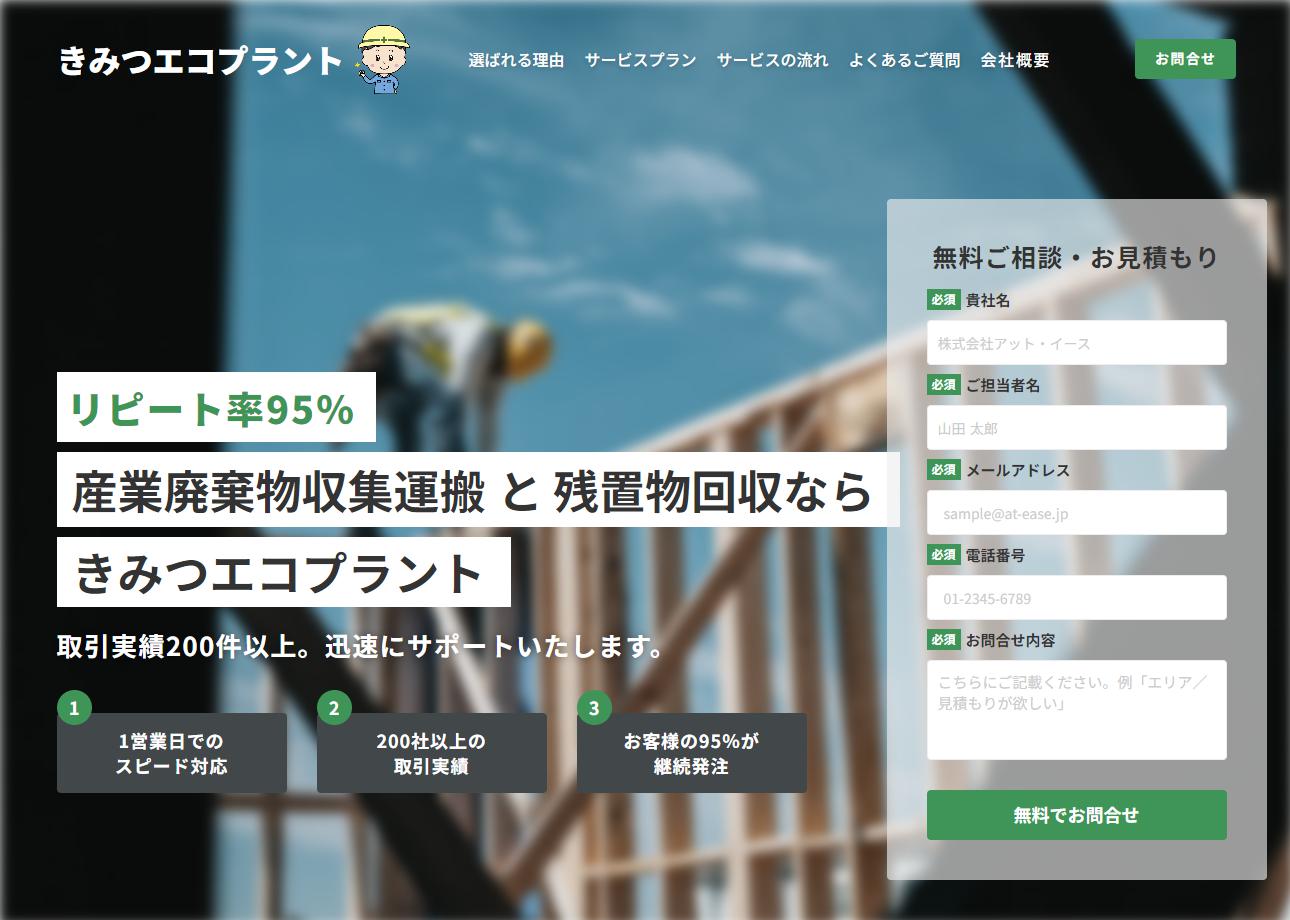 きみつエコプラント
選ばれる理由 サービスプラン サービスの流れ よくあるご質問 会社概要
お問合せ
リピート率95%
産業廃棄物収集運搬 と 残置物回収なら
きみつエコプラント
取引実績200件以上。迅速にサポートいたします。
1
1営業日での
スピード対応
2
200社以上の
取引実績
3
お客様の95%が
継続発注
無料ご相談・お見積もり
必須 貴社名
株式会社アット・イース
必須 ご担当者名
山田 太郎
必須 メールアドレス
sample@at-ease.jp
必須 電話番号
01-2345-6789
必須 お問合せ内容
こちらにご記載ください。例「エリア／
見積もりが欲しい」
無料でお問合せ